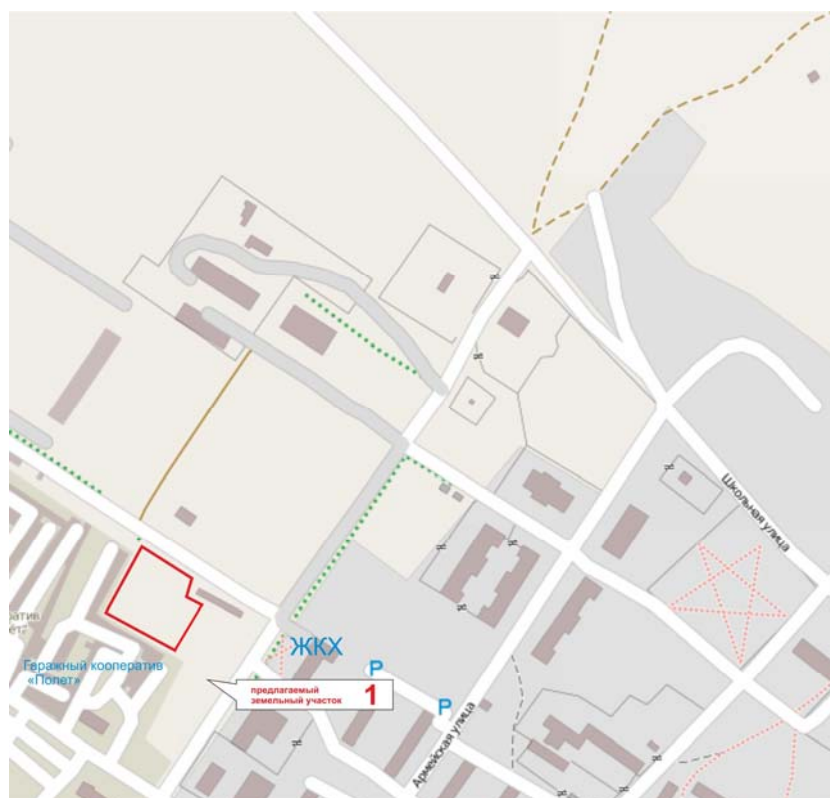 Школьная улица
ЖКХ
Гаражный кооператив
«Полет»
P
предлагаемый
земельный участок
1
P
Армейская улица